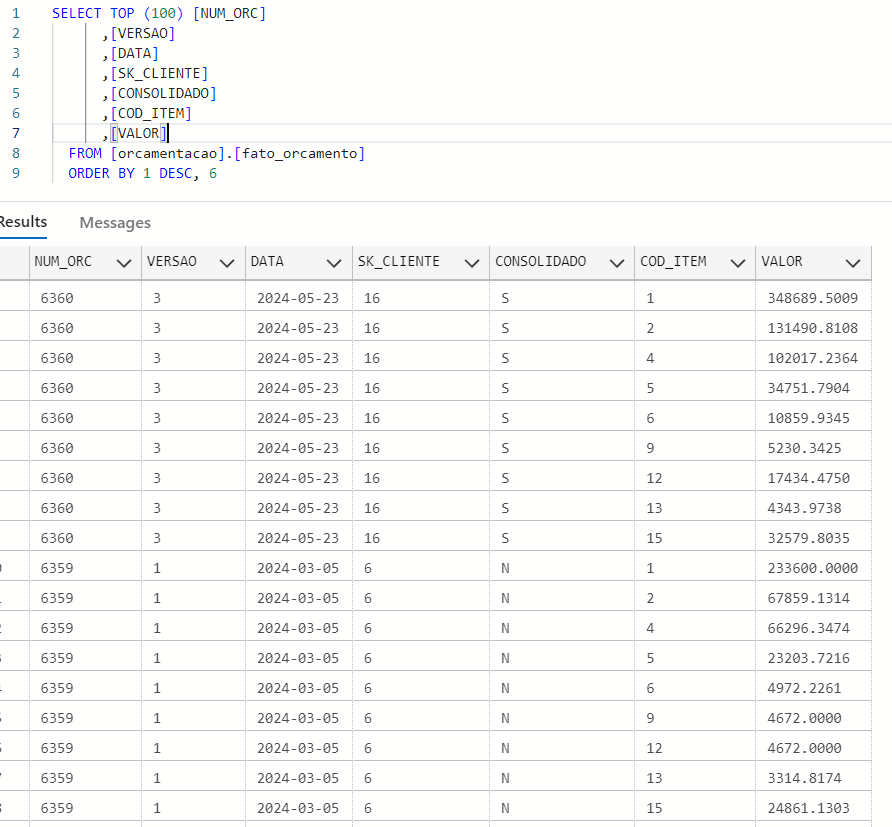 1 SELECT TOP (100) [NUM_ORC]
2 ,[VERSAO]
3 ,[DATA]
4 ,[SK_CLIENTE]
5 ,[CONSOLIDADO]
6 ,[COD_ITEM]
7 ,[VALOR]
8 FROM [orcamentacao].[fato_orcamento]
9 ORDER BY 1 DESC, 6
Results Messages
NUM_ORC VERSAO DATA SK_CLIENTE CONSOLIDADO COD_ITEM VALOR
6360 3 2024-05-23 16 S 1 348689.5009
6360 3 2024-05-23 16 S 2 131490.8108
6360 3 2024-05-23 16 S 4 102017.2364
6360 3 2024-05-23 16 S 5 34751.7904
6360 3 2024-05-23 16 S 6 10859.9345
6360 3 2024-05-23 16 S 9 5230.3425
6360 3 2024-05-23 16 S 12 17434.4750
6360 3 2024-05-23 16 S 13 4343.9738
6360 3 2024-05-23 16 S 15 32579.8035
6359 1 2024-03-05 6 N 1 233600.0000
6359 1 2024-03-05 6 N 2 67859.1314
6359 1 2024-03-05 6 N 4 66296.3474
6359 1 2024-03-05 6 N 5 23203.7216
6359 1 2024-03-05 6 N 6 4972.2261
6359 1 2024-03-05 6 N 9 4672.0000
6359 1 2024-03-05 6 N 12 4672.0000
6359 1 2024-03-05 6 N 13 3314.8174
6359 1 2024-03-05 6 N 15 24861.1303